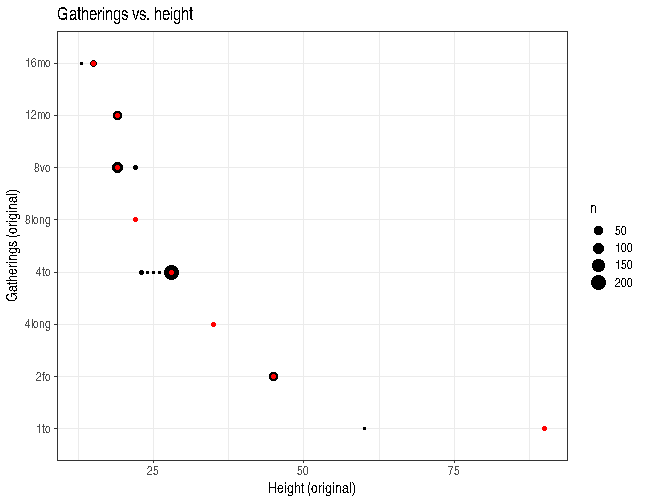 Gatherings vs. height
Gatherings (original)
16mo
12mo
8vo
8long
4to
4long
2fo
1to
25
50
75
Height (original)
n
50
100
150
200